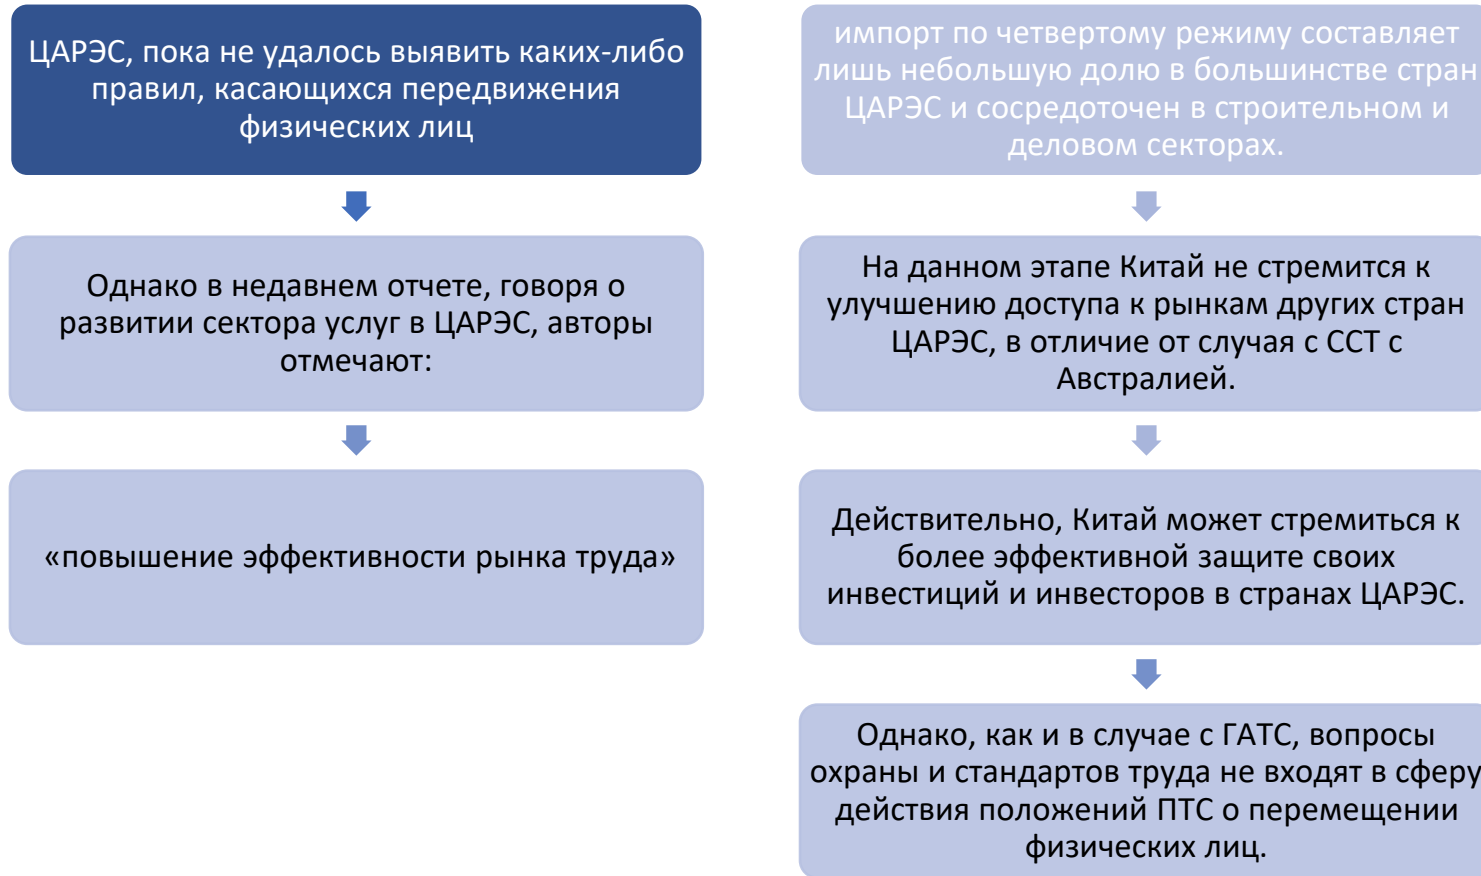 ЦАРЭС, пока не удалось выявить каких-либо
правил, касающихся передвижения
физических лиц
Однако в недавнем отчете, говоря о
развитии сектора услуг в ЦАРЭС, авторы
отмечают:
«повышение эффективности рынка труда»
импорт по четвертому режиму составляет
лишь небольшую долю в большинстве стран
ЦАРЭС и сосредоточен в строительном и
деловом секторах.
На данном этапе Китай не стремится к
улучшению доступа к рынкам других стран
ЦАРЭС, в отличие от случая с ССТ с
Австралией.
Действительно, Китай может стремиться к
более эффективной защите своих
инвестиций и инвесторов в странах ЦАРЭС.
Однако, как и в случае с ГАТС, вопросы
охраны и стандартов труда не входят в сферу
действия положений ПТС о перемещении
физических лиц.